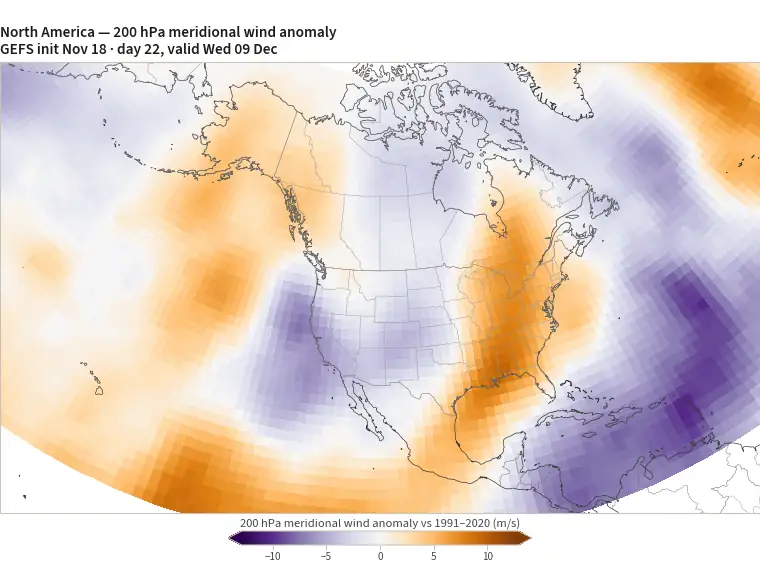 North America — 200 hPa meridional wind anomaly
GEFS init Nov 18 · day 22, valid Wed 09 Dec
200 hPa meridional wind anomaly vs 1991–2020 (m/s)
−10 −5 0 5 10